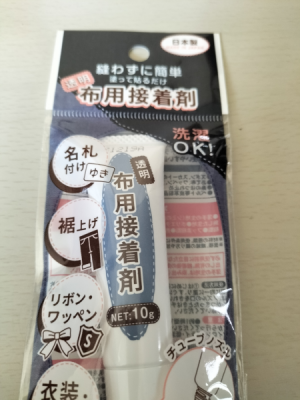 日本製
縫わずに簡単
塗って貼るだけ
透明
布用接着剤
洗濯
OK!
名札
付け
ゆき
透明
布用接着剤
裾上げ
リボン・
ワッペン
S
NET:10g
チューブノズル
衣装・